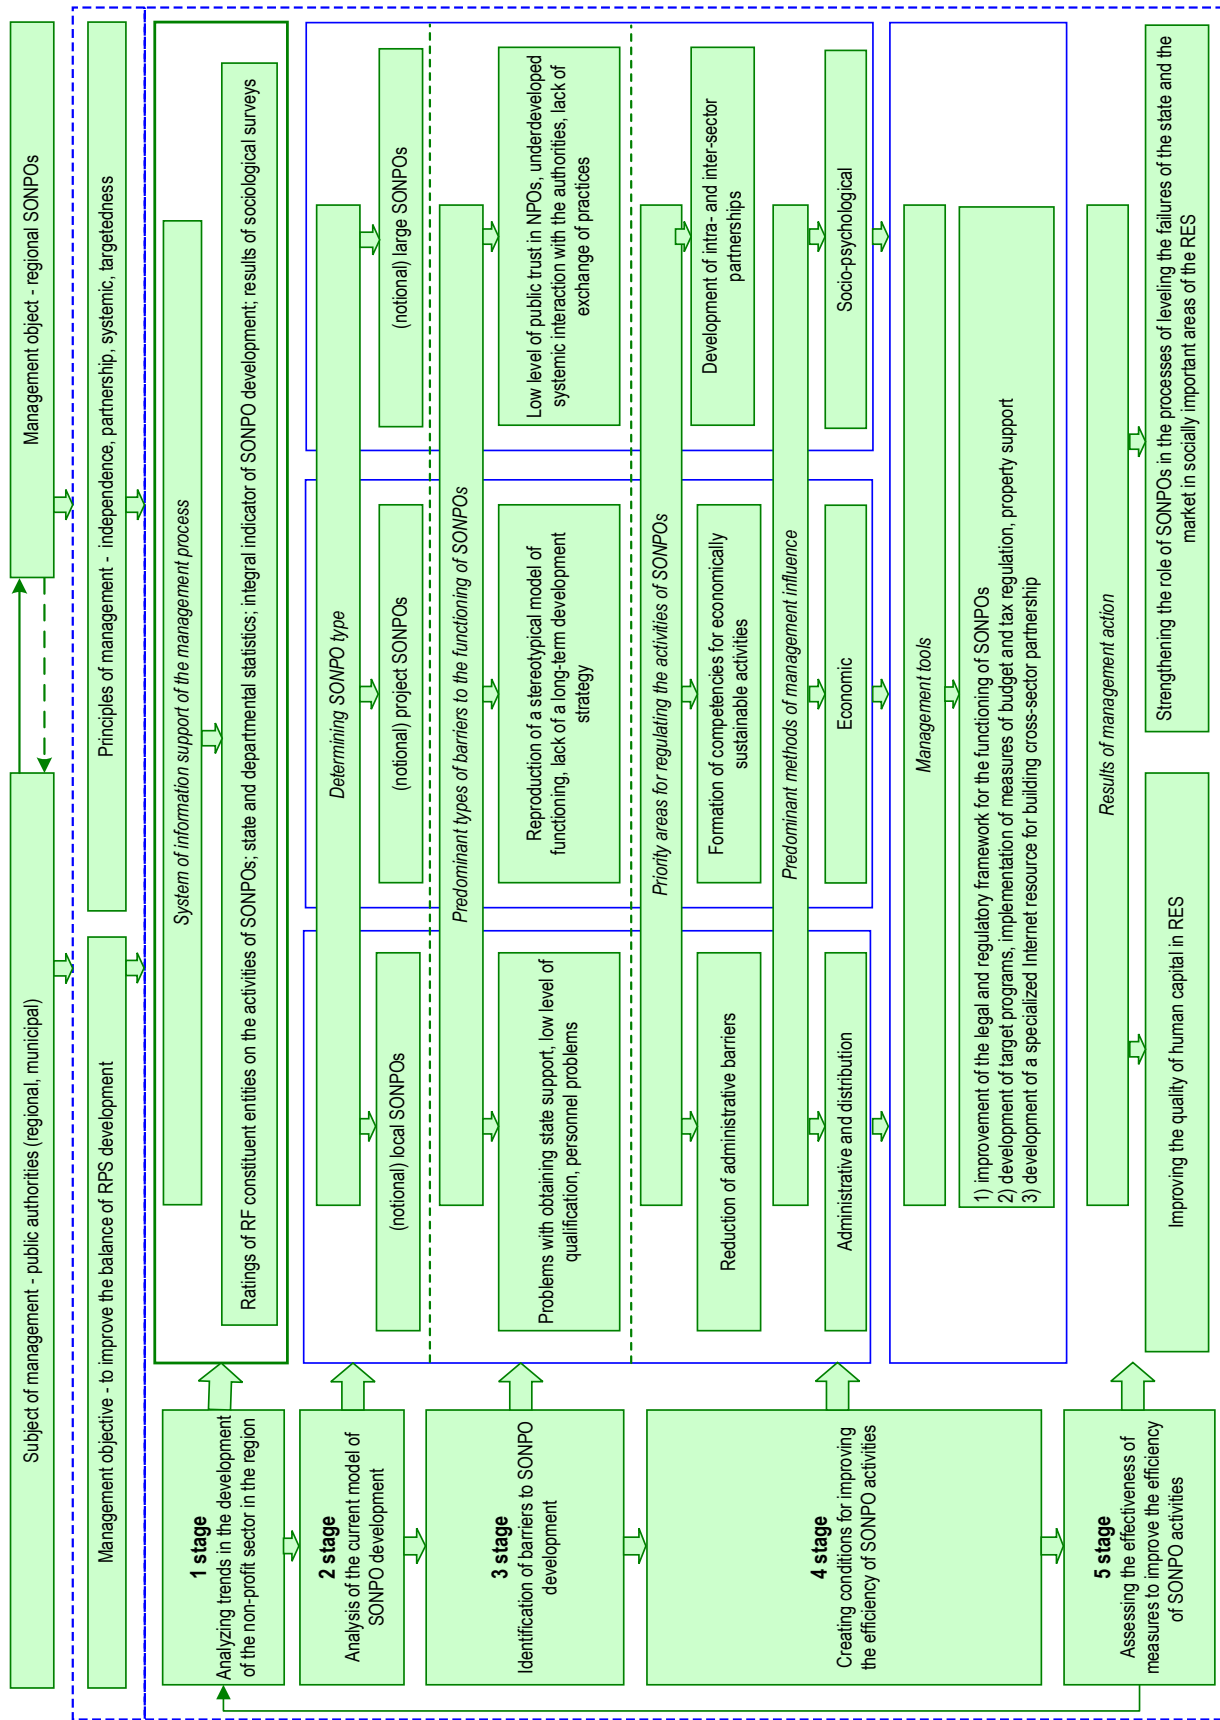 Subject of management - public authorities (regional, municipal)
Management object - regional SONPOs
Management objective - to improve the balance of RPS development
Principles of management - independence, partnership, systemic, targetedness
1 stage
Analyzing trends in the development
of the non-profit sector in the region
System of information support of the management process
Ratings of RF constituent entities on the activities of SONPOs; state and departmental statistics; integral indicator of SONPO development; results of sociological surveys
2 stage
Analysis of the current model of
SONPO development
Determining SONPO type
(notional) local SONPOs
(notional) project SONPOs
(notional) large SONPOs
3 stage
Identification of barriers to SONPO
development
Predominant types of barriers to the functioning of SONPOs
Problems with obtaining state support, low level of
qualification, personnel problems
Reproduction of a stereotypical model of
functioning, lack of a long-term development
strategy
Low level of public trust in NPOs, underdeveloped
systemic interaction with the authorities, lack of
exchange of practices
4 stage
Creating conditions for improving
the efficiency of SONPO activities
Priority areas for regulating the activities of SONPOs
Reduction of administrative barriers
Formation of competencies for economically
sustainable activities
Development of intra- and inter-sector
partnerships
Predominant methods of management influence
Administrative and distribution
Economic
Socio-psychological
Management tools
1) improvement of the legal and regulatory framework for the functioning of SONPOs
2) development of target programs, implementation of measures of budget and tax regulation, property support
3) development of a specialized Internet resource for building cross-sector partnership
5 stage
Assessing the effectiveness of
measures to improve the efficiency
of SONPO activities
Results of management action
Improving the quality of human capital in RES
Strengthening the role of SONPOs in the processes of leveling the failures of the state and the
market in socially important areas of the RES